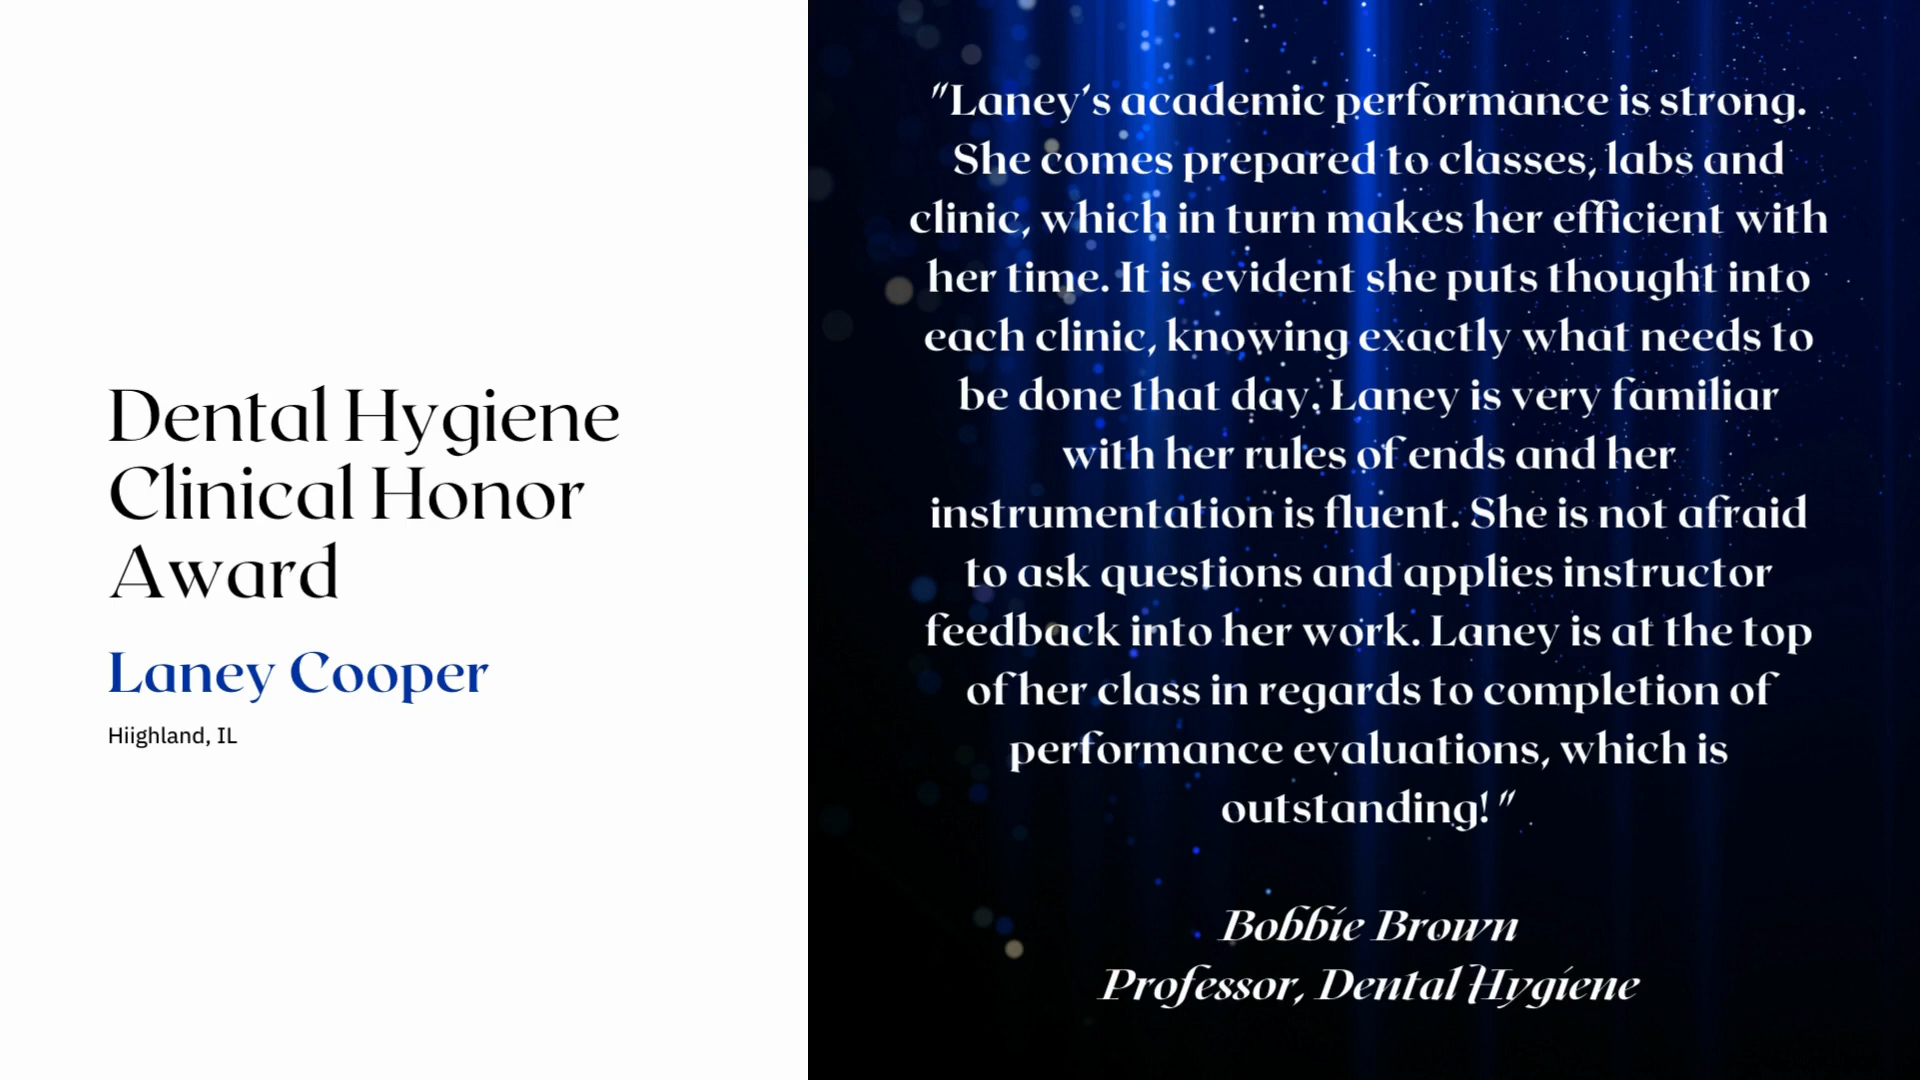 Dental Hygiene
Clinical Honor
Award
Laney Cooper
Hiighland, IL
"Laney's academic performance is strong.
She comes prepared to classes, labs and
clinic, which in turn makes her efficient with
her time. It is evident she puts thought into
each clinic, knowing exactly what needs to
be done that day. Laney is very familiar
with her rules of ends and her
instrumentation is fluent. She is not afraid
to ask questions and applies instructor
feedback into her work. Laney is at the top
of her class in regards to completion of
performance evaluations, which is
outstanding!"
Bobbie Brown
Professor, Dental Hygiene